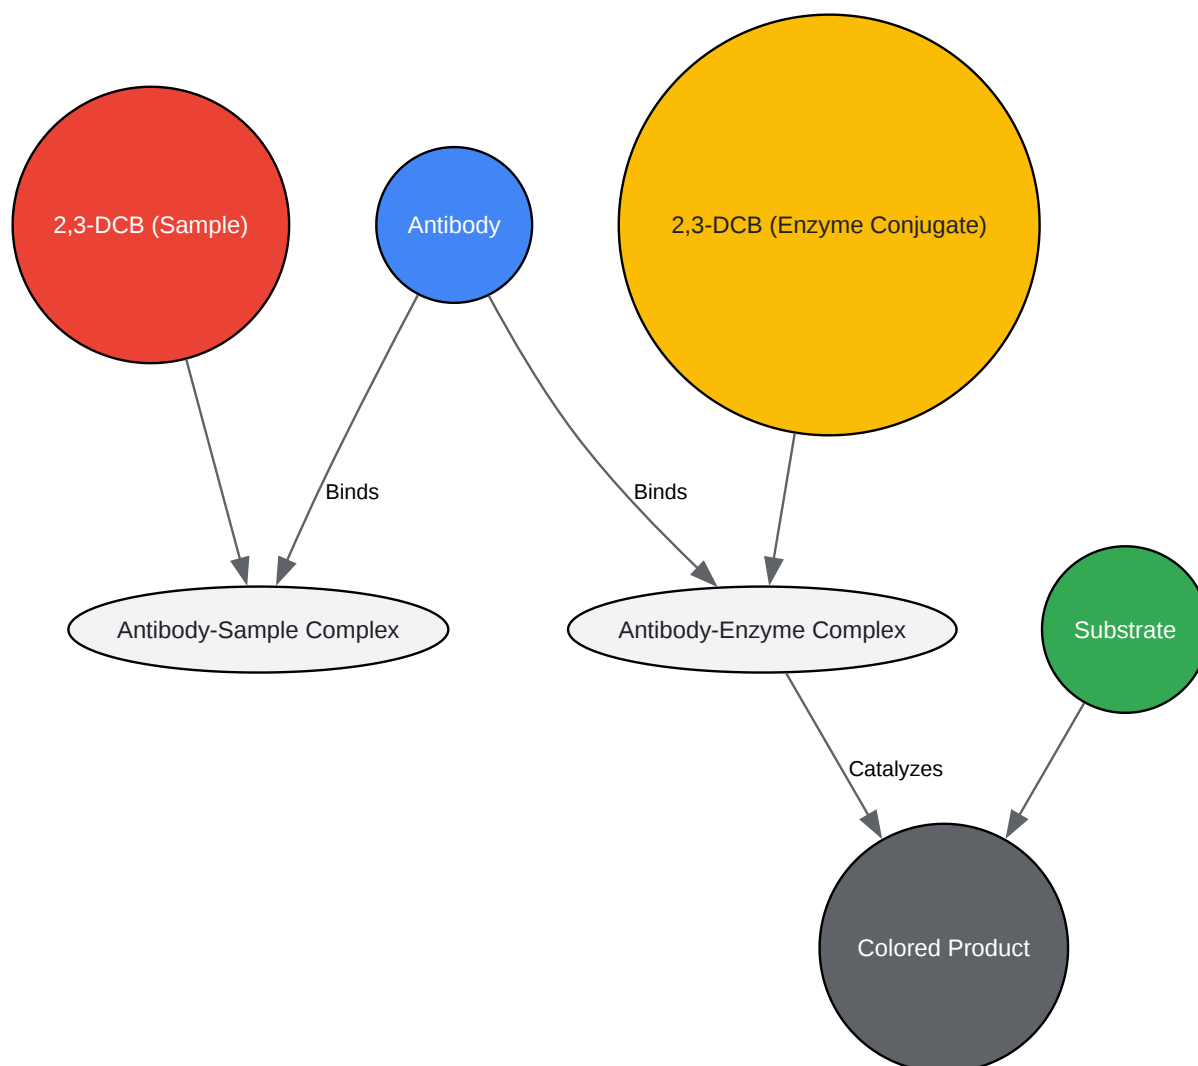 2,3-DCB (Sample)
Antibody
2,3-DCB (Enzyme Conjugate)
Binds
Binds
Antibody-Sample Complex
Antibody-Enzyme Complex
Substrate
Catalyzes
Colored Product